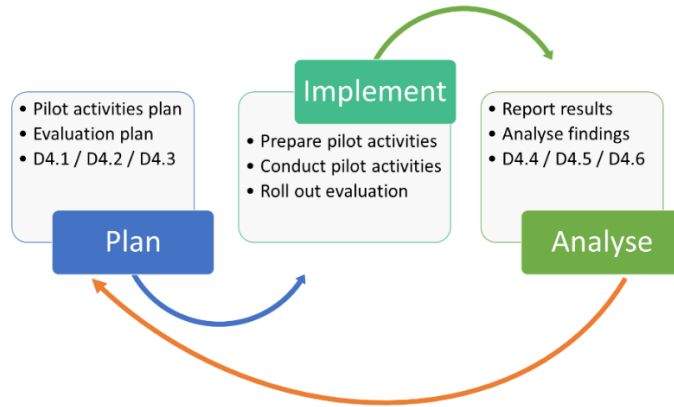 • Pilot activities plan
• Evaluation plan
• D4.1 / D4.2 / D4.3
Plan
Implement
• Prepare pilot activities
• Conduct pilot activities
• Roll out evaluation
• Report results
• Analyse findings
• D4.4 / D4.5 / D4.6
Analyse